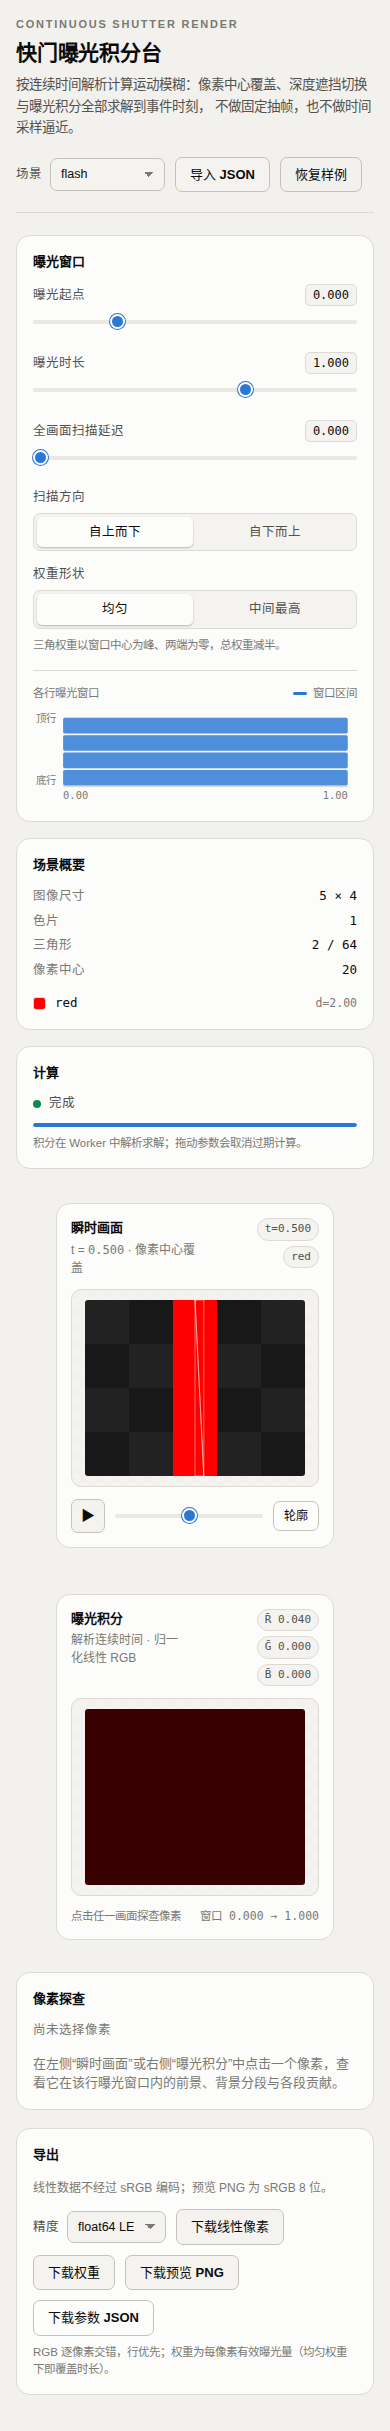 CONTINUOUS SHUTTER RENDER
快门曝光积分台
按连续时间解析计算运动模糊：像素中心覆盖、深度遮挡切换
与曝光积分全部求解到事件时刻， 不做固定抽帧，也不做时间
采样逼近。
场景 flash 导入 JSON 恢复样例
曝光窗口
曝光起点 0.000
曝光时长 1.000
全画面扫描延迟 0.000
扫描方向
自上而下 自下而上
权重形状
均匀 中间最高
三角权重以窗口中心为峰、两端为零，总权重减半。
各行曝光窗口 窗口区间
顶行
底行
0.00 1.00
场景概要
图像尺寸 5 × 4
色片 1
三角形 2 / 64
像素中心 20
red d=2.00
计算
完成
积分在 Worker 中解析求解；拖动参数会取消过期计算。
瞬时画面 t=0.500
t = 0.500 · 像素中心覆 red
盖
轮廓
曝光积分 R̄ 0.040
解析连续时间 · 归一 Ḡ 0.000
化线性 RGB B̄ 0.000
点击任一画面探查像素 窗口 0.000 → 1.000
像素探查
尚未选择像素
在左侧“瞬时画面”或右侧“曝光积分”中点击一个像素，查
看它在该行曝光窗口内的前景、背景分段与各段贡献。
导出
线性数据不经过 sRGB 编码；预览 PNG 为 sRGB 8 位。
精度 float64 LE 下载线性像素
下载权重 下载预览 PNG
下载参数 JSON
RGB 逐像素交错，行优先；权重为每像素有效曝光量（均匀权重
下即覆盖时长）。